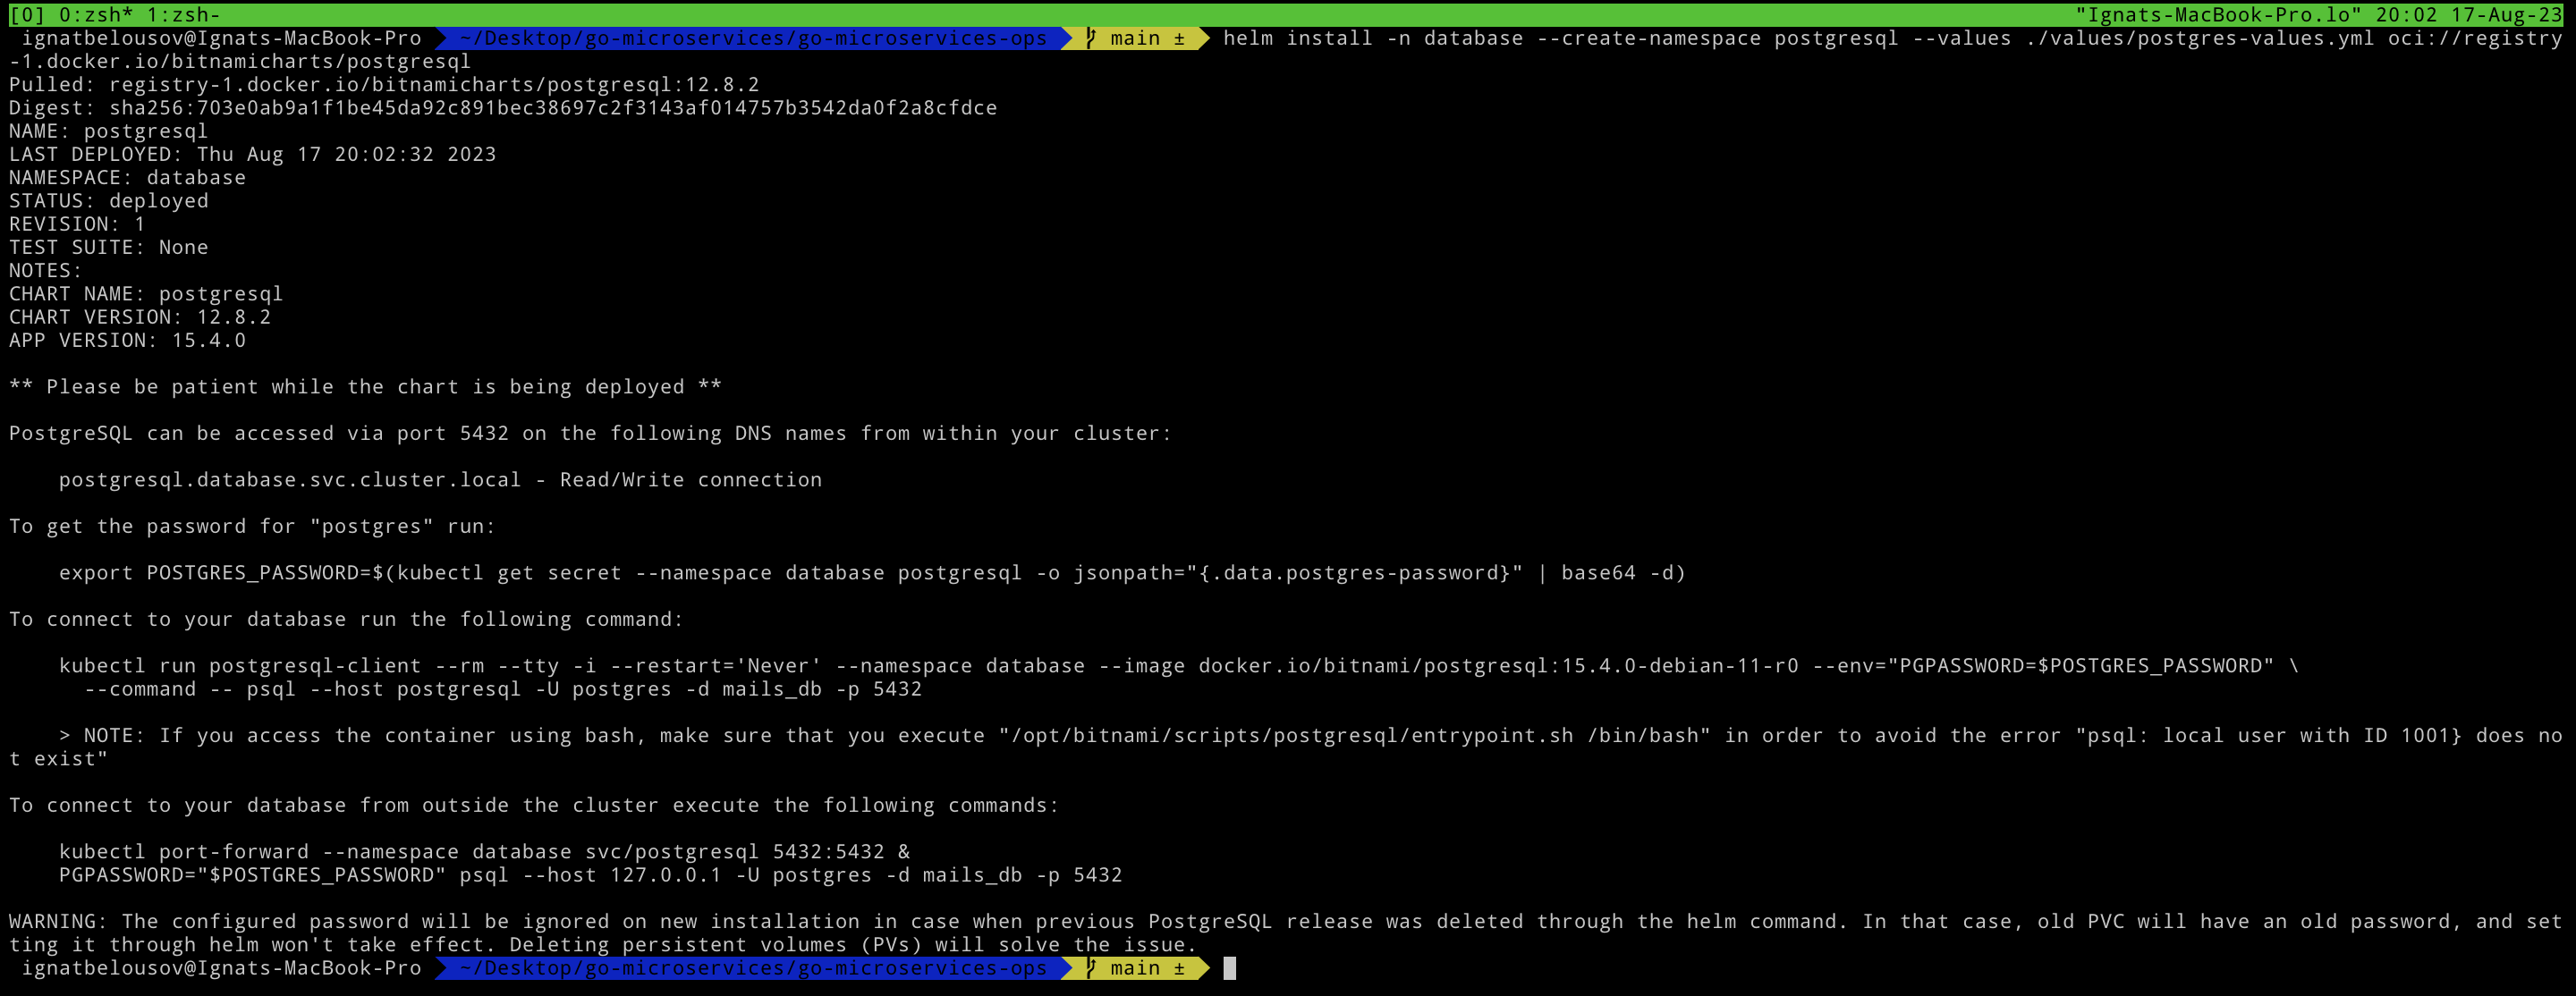 [0] 0:zsh* 1:zsh- "Ignats-MacBook-Pro.lo" 20:02 17-Aug-23
ignatbelousov@Ignats-MacBook-Pro ~/Desktop/go-microservices/go-microservices-ops main ± helm install -n database --create-namespace postgresql --values ./values/postgres-values.yml oci://registry
-1.docker.io/bitnamicharts/postgresql
Pulled: registry-1.docker.io/bitnamicharts/postgresql:12.8.2
Digest: sha256:703e0ab9a1f1be45da92c891bec38697c2f3143af014757b3542da0f2a8cfdce
NAME: postgresql
LAST DEPLOYED: Thu Aug 17 20:02:32 2023
NAMESPACE: database
STATUS: deployed
REVISION: 1
TEST SUITE: None
NOTES:
CHART NAME: postgresql
CHART VERSION: 12.8.2
APP VERSION: 15.4.0
** Please be patient while the chart is being deployed **
PostgreSQL can be accessed via port 5432 on the following DNS names from within your cluster:
postgresql.database.svc.cluster.local - Read/Write connection
To get the password for "postgres" run:
export POSTGRES_PASSWORD=$(kubectl get secret --namespace database postgresql -o jsonpath="{.data.postgres-password}" | base64 -d)
To connect to your database run the following command:
kubectl run postgresql-client --rm --tty -i --restart='Never' --namespace database --image docker.io/bitnami/postgresql:15.4.0-debian-11-r0 --env="PGPASSWORD=$POSTGRES_PASSWORD" \
--command -- psql --host postgresql -U postgres -d mails_db -p 5432
> NOTE: If you access the container using bash, make sure that you execute "/opt/bitnami/scripts/postgresql/entrypoint.sh /bin/bash" in order to avoid the error "psql: local user with ID 1001} does no
t exist"
To connect to your database from outside the cluster execute the following commands:
kubectl port-forward --namespace database svc/postgresql 5432:5432 &
PGPASSWORD="$POSTGRES_PASSWORD" psql --host 127.0.0.1 -U postgres -d mails_db -p 5432
WARNING: The configured password will be ignored on new installation in case when previous PostgreSQL release was deleted through the helm command. In that case, old PVC will have an old password, and set
ting it through helm won't take effect. Deleting persistent volumes (PVs) will solve the issue.
ignatbelousov@Ignats-MacBook-Pro ~/Desktop/go-microservices/go-microservices-ops main ±